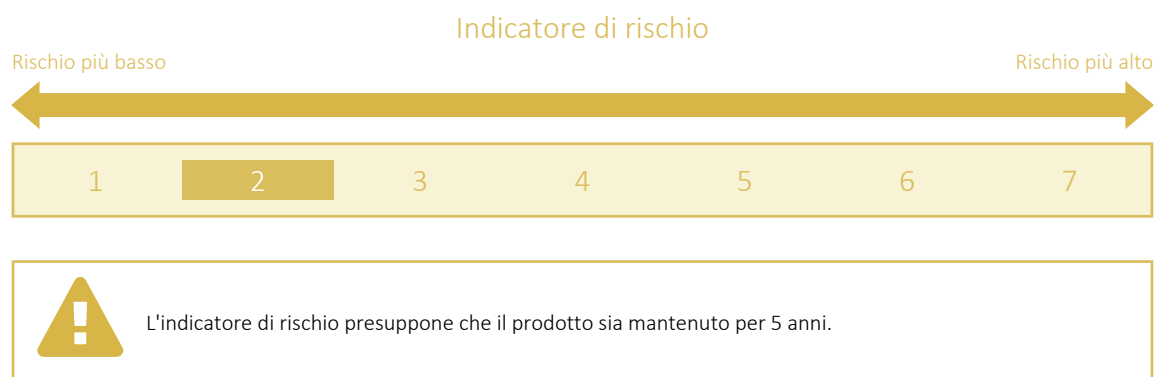 Indicatore di rischio
Rischio più basso Rischio più alto
1 2 3 4 5 6 7
L'indicatore di rischio presuppone che il prodotto sia mantenuto per 5 anni.